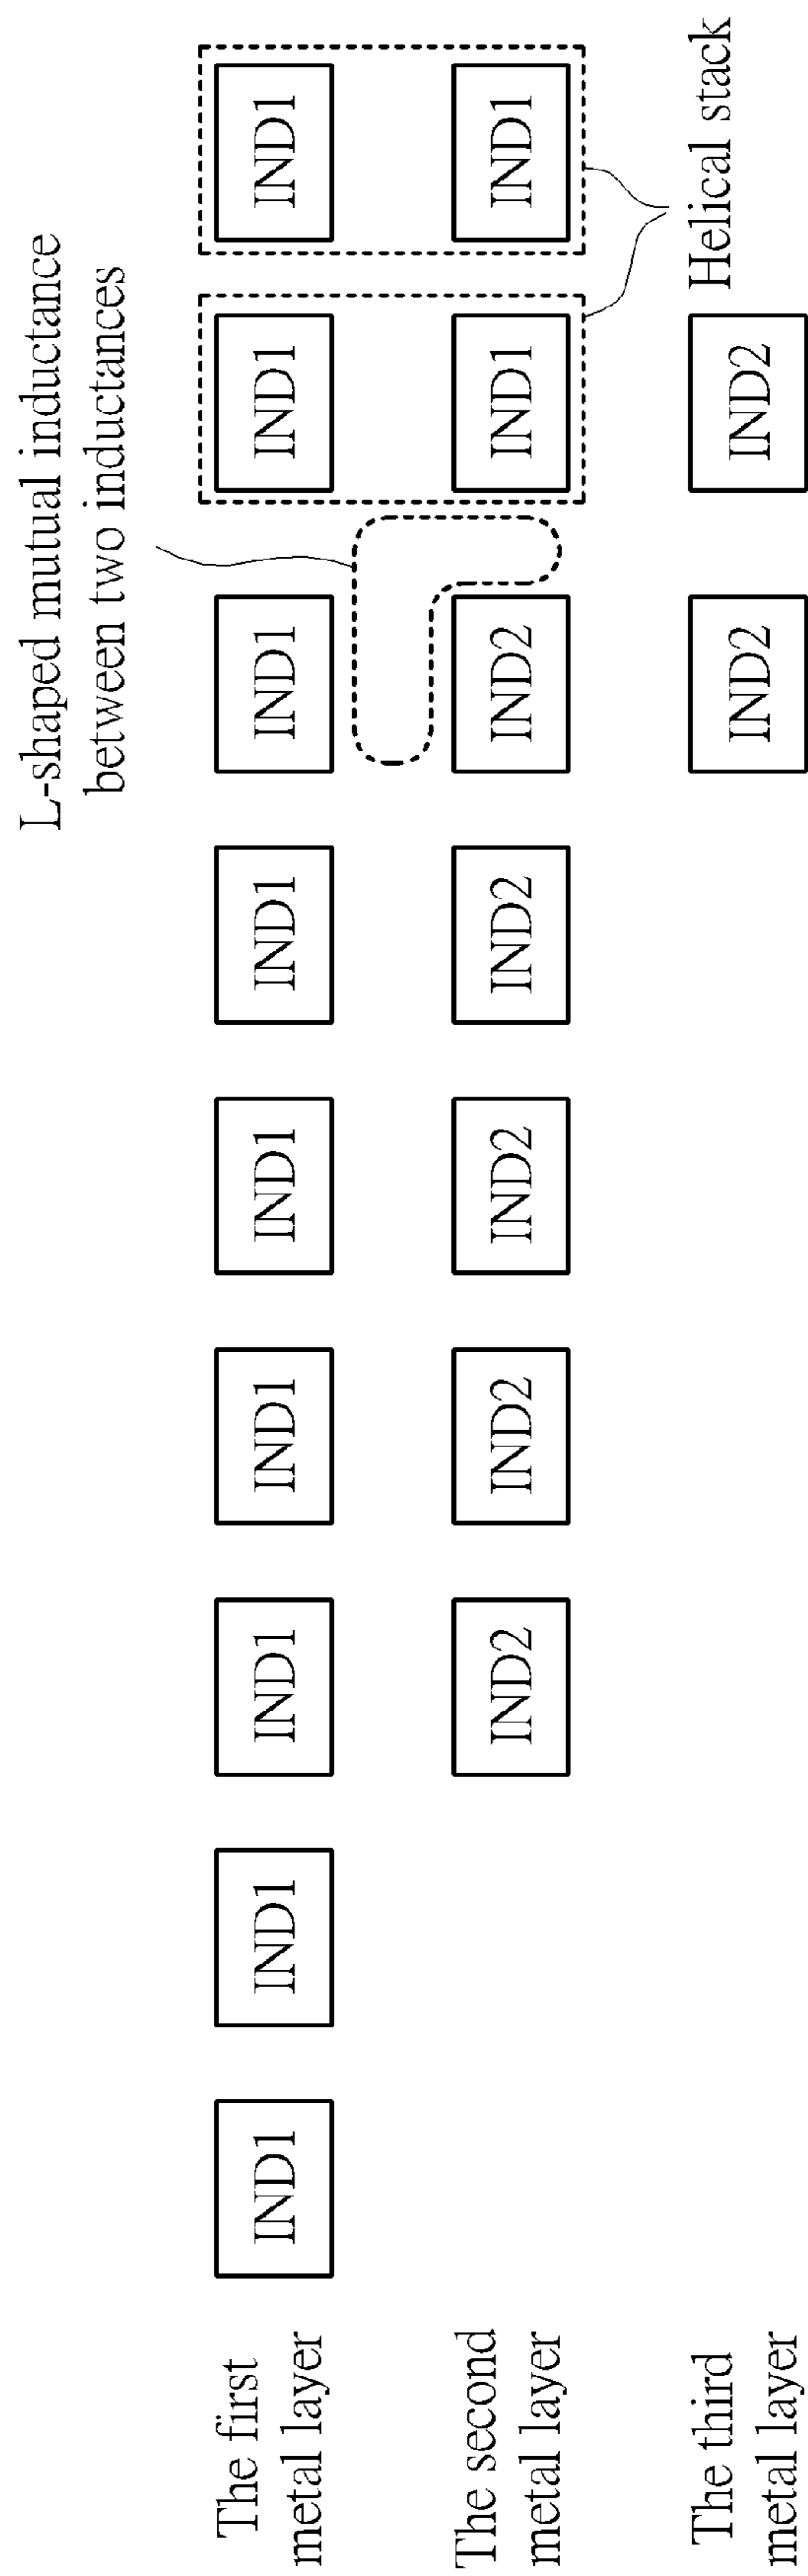 L-shaped mutual inductance
between two inductances
The first
metal layer
IND1 IND1 IND1 IND1 IND1 IND1 IND1 IND1 IND1
The second
metal layer
IND2 IND2 IND2 IND2 IND2 IND1 IND1
The third
metal layer
IND2 IND2
Helical stack